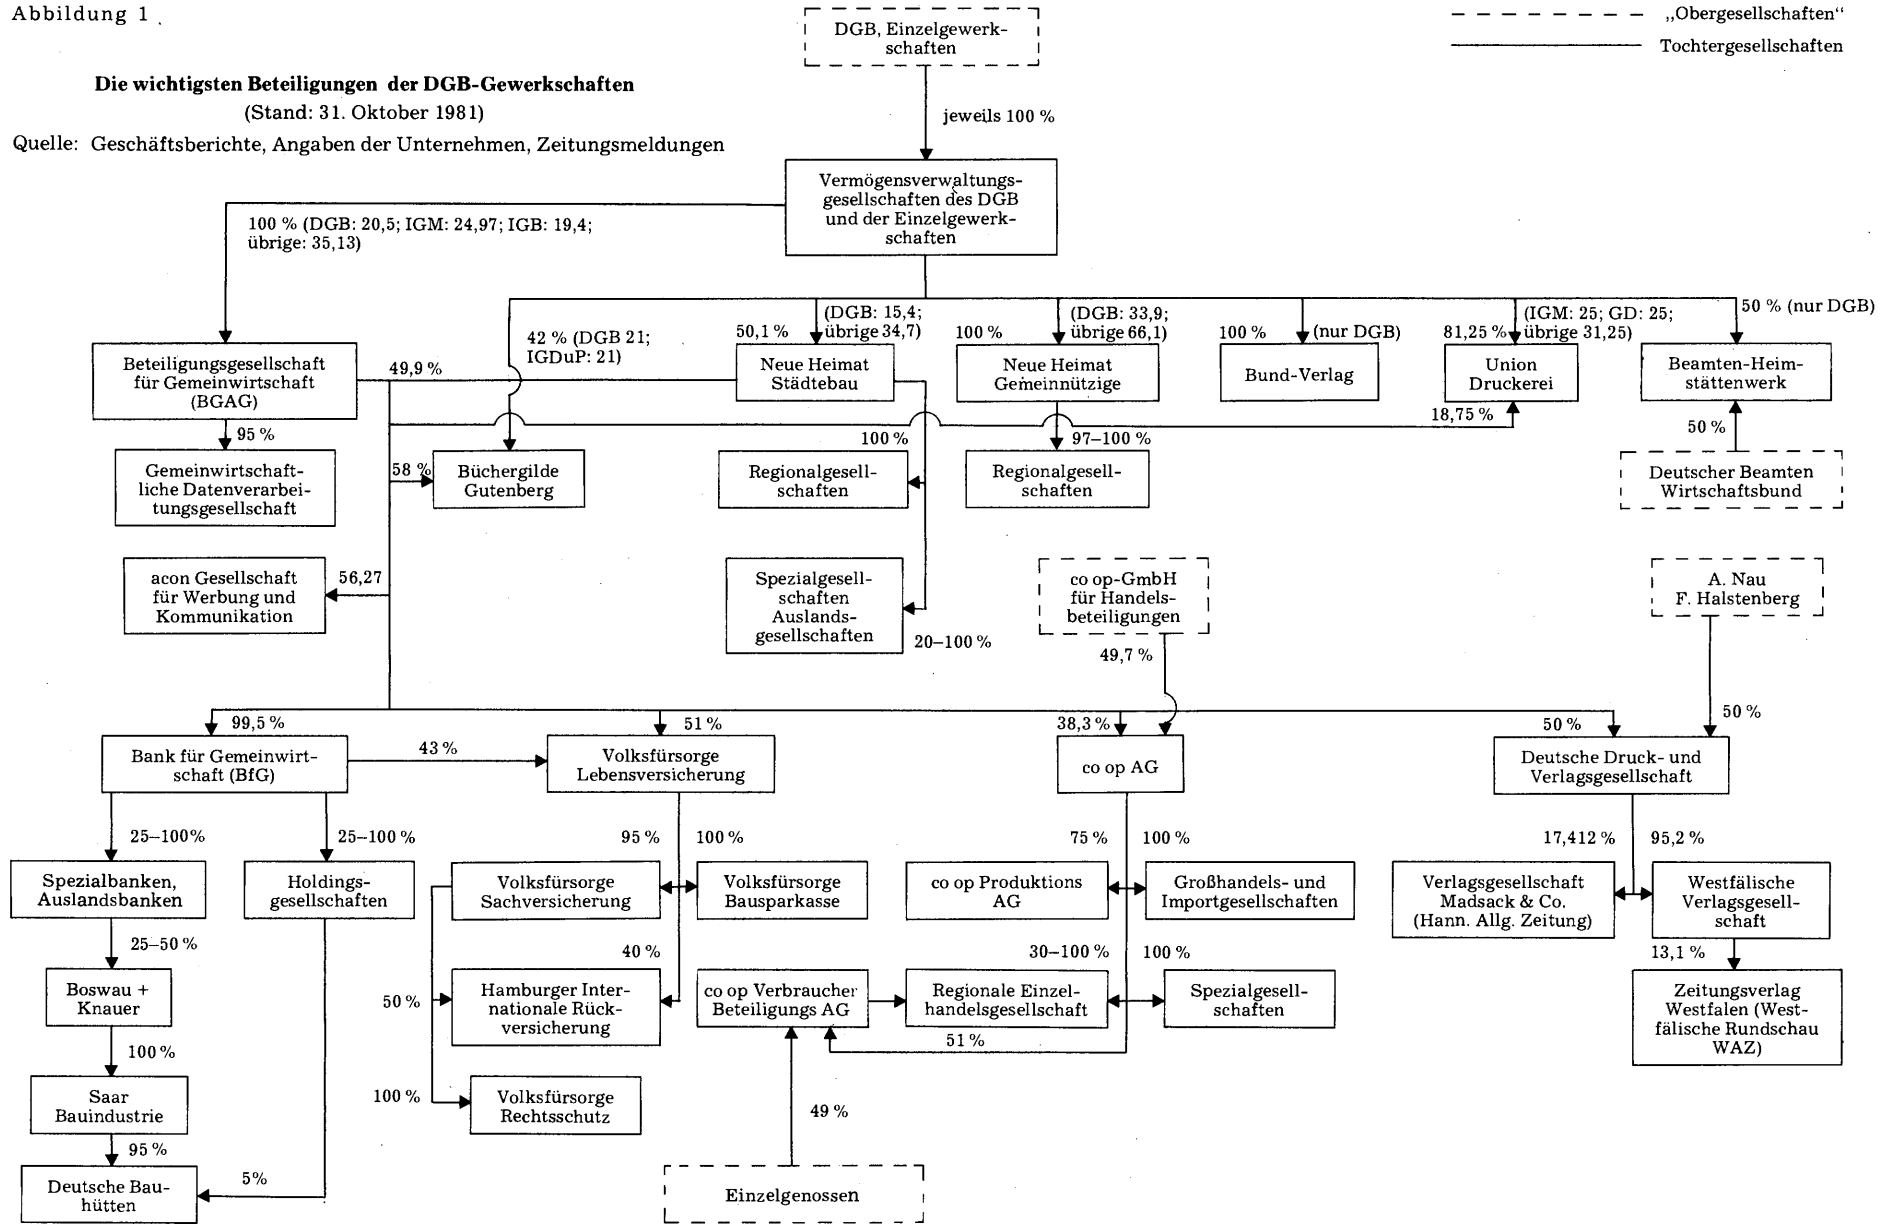 Abbildung 1
DGB, Einzelgewerk-
schaften
„Obergesellschaften“
Tochtergesellschaften
Die wichtigsten Beteiligungen der DGB-Gewerkschaften
(Stand: 31. Oktober 1981)
Quelle: Geschäftsberichte, Angaben der Unternehmen, Zeitungsmeldungen
jeweils 100 %
Vermögensverwaltungs-
gesellschaften des DGB
und der Einzelgewerk-
schaften
100 % (DGB: 20,5; IGM: 24,97; IGB: 19,4;
übrige: 35,13)
42 % (DGB 21;
IGDuP: 21)
50,1 %
(DGB: 15,4;
übrige 34,7)
100 %
(DGB: 33,9;
übrige 66,1)
100 %
(nur DGB)
81,25 %
(IGM: 25; GD: 25;
übrige 31,25)
50 % (nur DGB)
Beteiligungsgesellschaft
für Gemeinwirtschaft
(BGAG)
49,9 %
Neue Heimat
Städtebau
Neue Heimat
Gemeinnützige
Bund-Verlag
Union
Druckerei
Beamten-Heim-
stättenwerk
95 %
100 %
97–100 %
18,75 %
50 %
Gemeinwirtschaft-
liche Datenverarbei-
tungsgesellschaft
58 %
Büchergilde
Gutenberg
Regionalgesell-
schaften
Regionalgesell-
schaften
Deutscher Beamten
Wirtschaftsbund
acon Gesellschaft
für Werbung und
Kommunikation
56,27
Spezialgesell-
schaften
Auslands-
gesellschaften
20–100 %
co op-GmbH
für Handels-
beteiligungen
49,7 %
A. Nau
F. Halstenberg
99,5 %
51 %
38,3 %
50 %
50 %
Bank für Gemeinwirt-
schaft (BfG)
43 %
Volksfürsorge
Lebensversicherung
co op AG
Deutsche Druck- und
Verlagsgesellschaft
25–100%
25–100 %
95 %
100 %
75 %
100 %
17,412 %
95,2 %
Spezialbanken,
Auslandsbanken
Holdings-
gesellschaften
Volksfürsorge
Sachversicherung
Volksfürsorge
Bausparkasse
co op Produktions
AG
Großhandels- und
Importgesellschaften
Verlagsgesellschaft
Madsack & Co.
(Hann. Allg. Zeitung)
Westfälische
Verlagsgesell-
schaft
25–50 %
40 %
30–100 %
100 %
13,1 %
Boswau +
Knauer
50 %
Hamburger Inter-
nationale Rück-
versicherung
co op Verbraucher
Beteiligungs AG
Regionale Einzel-
handelsgesellschaft
Spezialgesell-
schaften
Zeitungsverlag
Westfalen (West-
fälische Rundschau
WAZ)
51 %
100 %
Saar
Bauindustrie
100 %
Volksfürsorge
Rechtsschutz
49 %
95 %
Deutsche Bau-
hütten
5%
Einzelgenossen